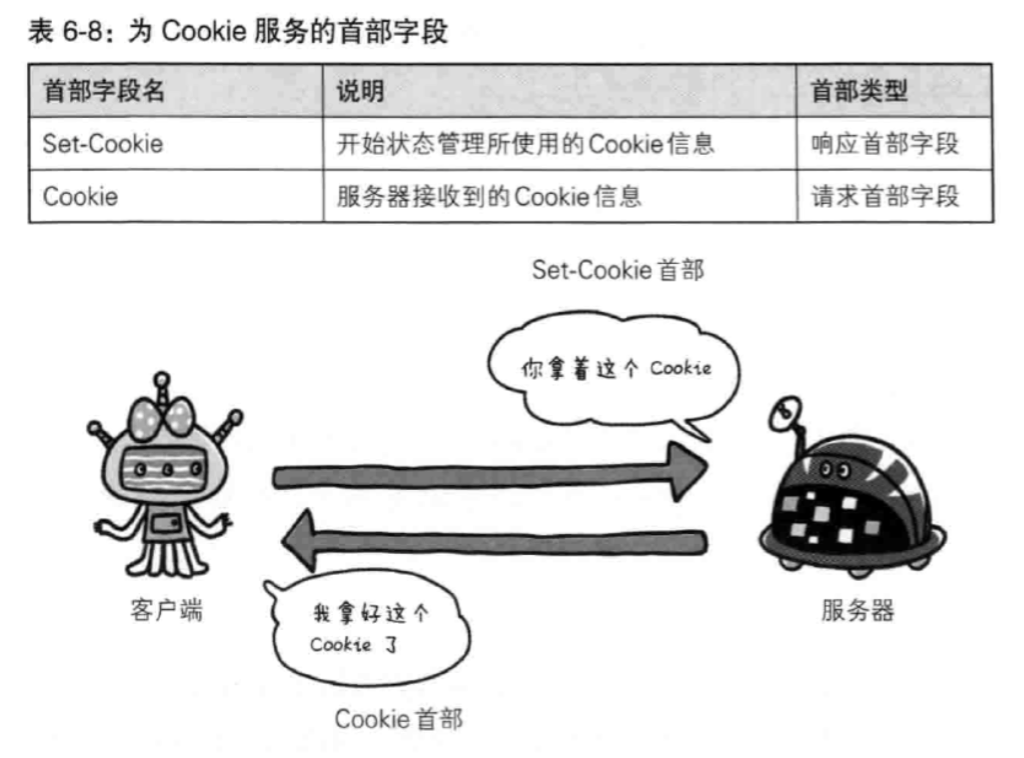 表 6-8：为 Cookie 服务的首部字段
首部字段名 说明 首部类型
Set-Cookie 开始状态管理所使用的Cookie信息 响应首部字段
Cookie 服务器接收到的Cookie信息 请求首部字段
Set-Cookie 首部
你拿着这个 Cookie
客户端
服务器
我拿好这个
Cookie 了
Cookie 首部